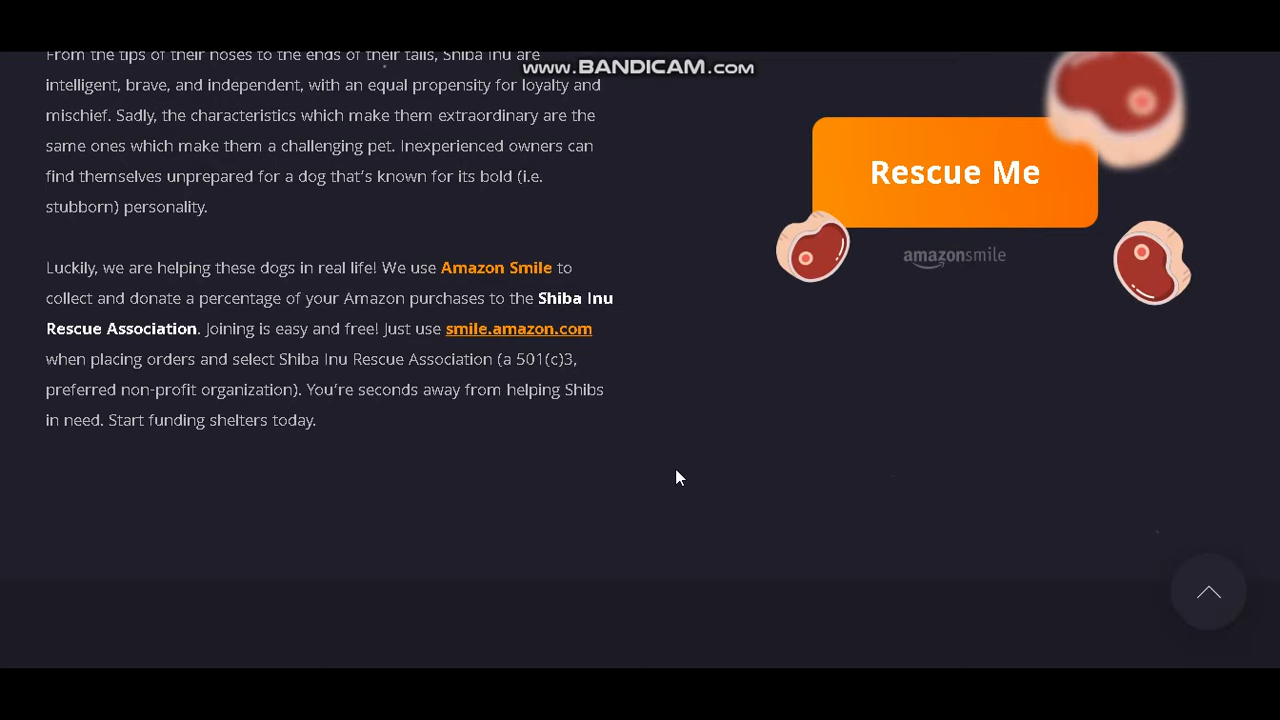 www.BANDICAM.com
From the tips of their noses to the ends of their tails, Shiba Inu are
intelligent, brave, and independent, with an equal propensity for loyalty and
mischief. Sadly, the characteristics which make them extraordinary are the
same ones which make them a challenging pet. Inexperienced owners can
find themselves unprepared for a dog that’s known for its bold (i.e.
stubborn) personality.
Luckily, we are helping these dogs in real life! We use Amazon Smile to
collect and donate a percentage of your Amazon purchases to the Shiba Inu
Rescue Association. Joining is easy and free! Just use smile.amazon.com
when placing orders and select Shiba Inu Rescue Association (a 501(c)3,
preferred non-profit organization). You’re seconds away from helping Shibs
in need. Start funding shelters today.
Rescue Me
amazonsmile